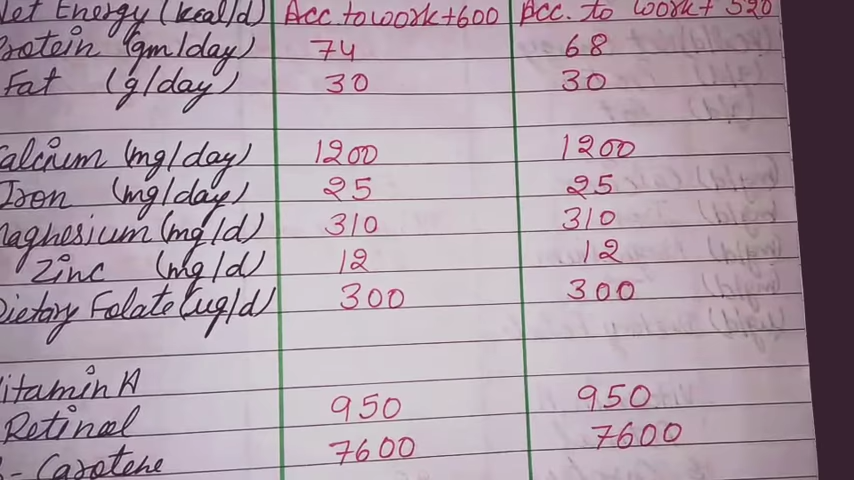 Net Energy (kcal/d) Acc. to work+600 Acc. to work+ 520
Protein (gm/day) 74 68
Fat (g/day) 30 30
Calcium (mg/day) 1200 1200
Iron (mg/day) 25 25
Magnesium (mg/d) 310 310
Zinc (mg/d) 12 12
Dietary Folate (ug/d) 300 300
Vitamin A
Retinol 950 950
- Carotene 7600 7600